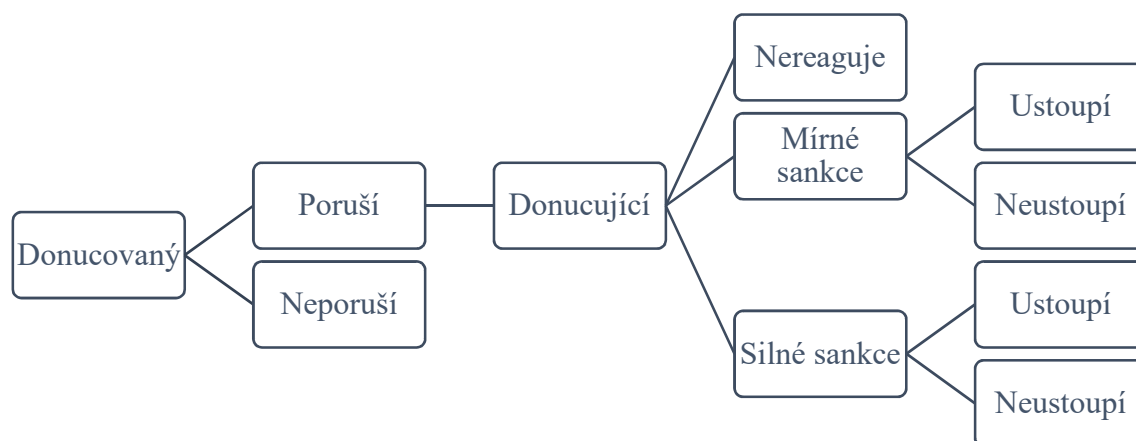 Donucovaný
Poruší
Neporuší
Donucující
Nereaguje
Mírné
sankce
Ustoupí
Neustoupí
Silné sankce
Ustoupí
Neustoupí